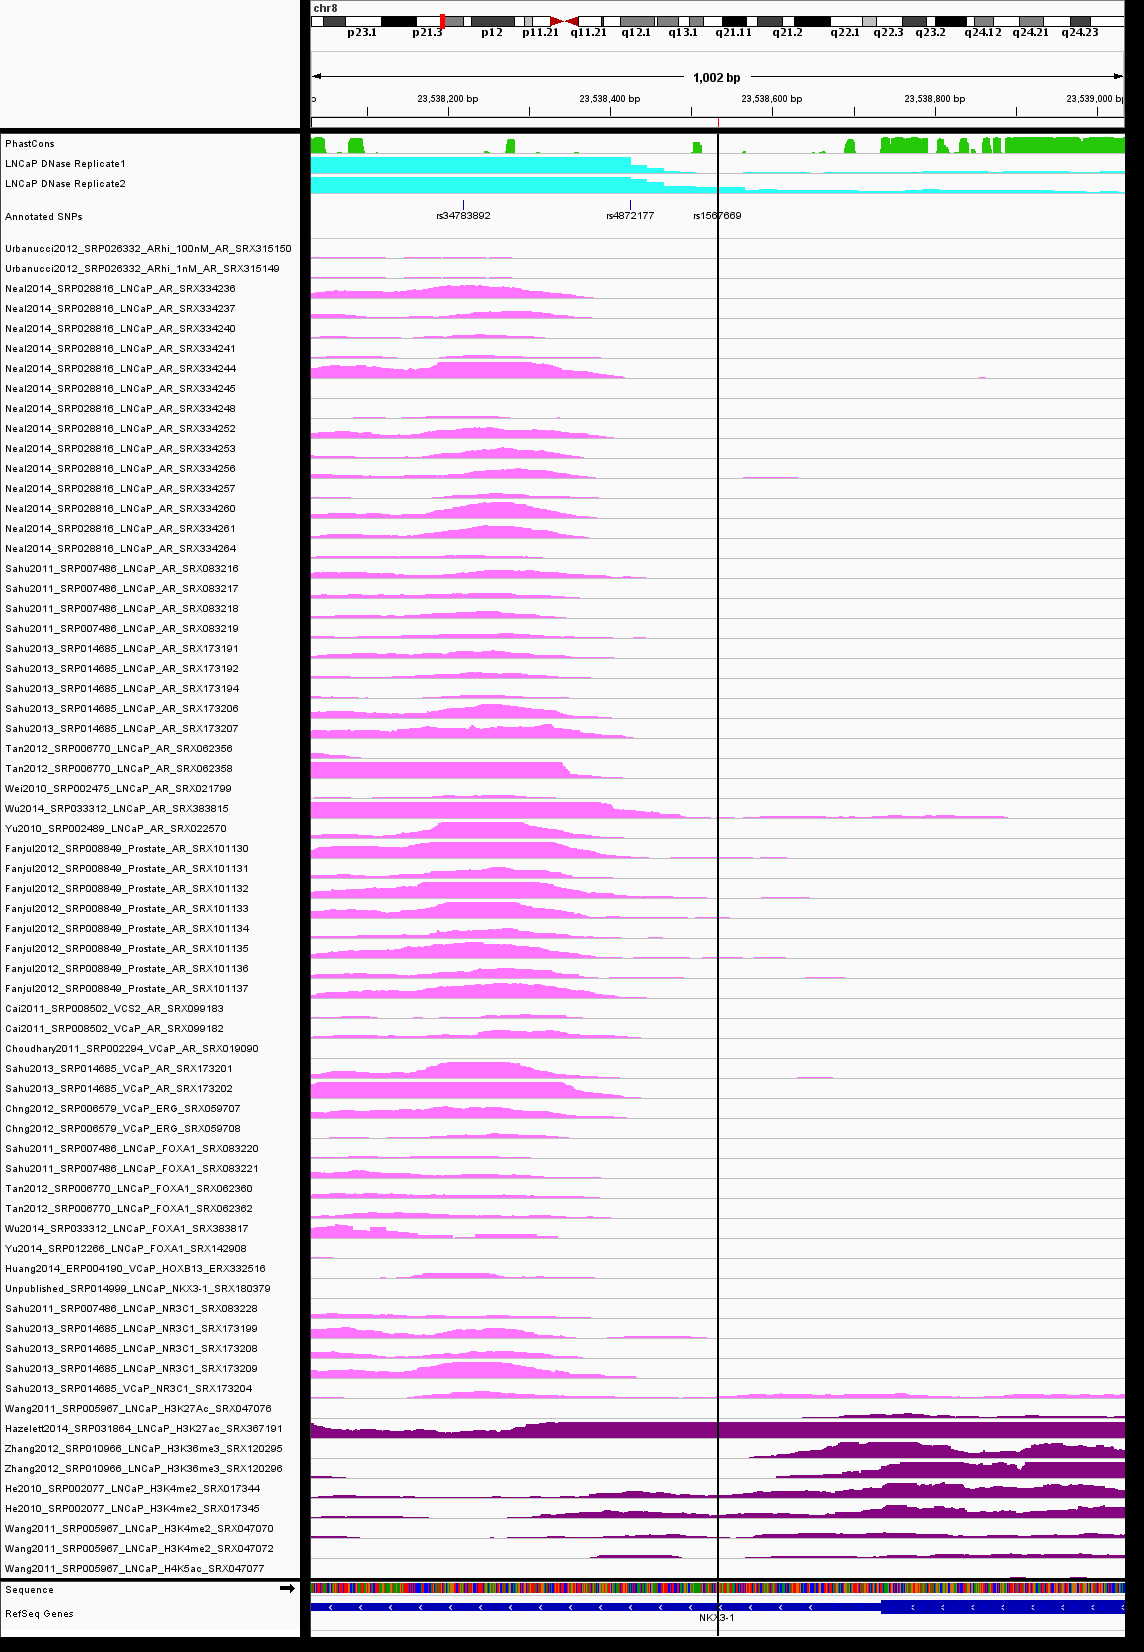 chr8
p23.1 p21.3 p12 p11.21 q11.21 q12.1 q13.1 q21.11 q21.2 q22.1 q22.3 q23.2 q24.12 q24.21 q24.23
1,002 bp
23,538,200 bp 23,538,400 bp 23,538,600 bp 23,538,800 bp 23,539,000
PhastCons
LNCaP DNase Replicate1
LNCaP DNase Replicate2
Annotated SNPs
rs34783892 rs4872177 rs1567669
Urbanucci2012_SRP026332_ARhi_100nM_AR_SRX315150
Urbanucci2012_SRP026332_ARhi_1nM_AR_SRX315149
Neal2014_SRP028816_LNCaP_AR_SRX334236
Neal2014_SRP028816_LNCaP_AR_SRX334237
Neal2014_SRP028816_LNCaP_AR_SRX334240
Neal2014_SRP028816_LNCaP_AR_SRX334241
Neal2014_SRP028816_LNCaP_AR_SRX334244
Neal2014_SRP028816_LNCaP_AR_SRX334245
Neal2014_SRP028816_LNCaP_AR_SRX334248
Neal2014_SRP028816_LNCaP_AR_SRX334252
Neal2014_SRP028816_LNCaP_AR_SRX334253
Neal2014_SRP028816_LNCaP_AR_SRX334256
Neal2014_SRP028816_LNCaP_AR_SRX334257
Neal2014_SRP028816_LNCaP_AR_SRX334260
Neal2014_SRP028816_LNCaP_AR_SRX334261
Neal2014_SRP028816_LNCaP_AR_SRX334264
Sahu2011_SRP007486_LNCaP_AR_SRX083216
Sahu2011_SRP007486_LNCaP_AR_SRX083217
Sahu2011_SRP007486_LNCaP_AR_SRX083218
Sahu2011_SRP007486_LNCaP_AR_SRX083219
Sahu2013_SRP014685_LNCaP_AR_SRX173191
Sahu2013_SRP014685_LNCaP_AR_SRX173192
Sahu2013_SRP014685_LNCaP_AR_SRX173194
Sahu2013_SRP014685_LNCaP_AR_SRX173206
Sahu2013_SRP014685_LNCaP_AR_SRX173207
Tan2012_SRP006770_LNCaP_AR_SRX062356
Tan2012_SRP006770_LNCaP_AR_SRX062358
Wei2010_SRP002475_LNCaP_AR_SRX021799
Wu2014_SRP033312_LNCaP_AR_SRX383815
Yu2010_SRP002489_LNCaP_AR_SRX022570
Fanjul2012_SRP008849_Prostate_AR_SRX101130
Fanjul2012_SRP008849_Prostate_AR_SRX101131
Fanjul2012_SRP008849_Prostate_AR_SRX101132
Fanjul2012_SRP008849_Prostate_AR_SRX101133
Fanjul2012_SRP008849_Prostate_AR_SRX101134
Fanjul2012_SRP008849_Prostate_AR_SRX101135
Fanjul2012_SRP008849_Prostate_AR_SRX101136
Fanjul2012_SRP008849_Prostate_AR_SRX101137
Cai2011_SRP008502_VCS2_AR_SRX099183
Cai2011_SRP008502_VCaP_AR_SRX099182
Choudhary2011_SRP002294_VCaP_AR_SRX019090
Sahu2013_SRP014685_VCaP_AR_SRX173201
Sahu2013_SRP014685_VCaP_AR_SRX173202
Chng2012_SRP006579_VCaP_ERG_SRX059707
Chng2012_SRP006579_VCaP_ERG_SRX059708
Sahu2011_SRP007486_LNCaP_FOXA1_SRX083220
Sahu2011_SRP007486_LNCaP_FOXA1_SRX083221
Tan2012_SRP006770_LNCaP_FOXA1_SRX062360
Tan2012_SRP006770_LNCaP_FOXA1_SRX062362
Wu2014_SRP033312_LNCaP_FOXA1_SRX383817
Yu2014_SRP012266_LNCaP_FOXA1_SRX142908
Huang2014_ERP004190_VCaP_HOXB13_ERX332516
Unpublished_SRP014999_LNCaP_NKX3-1_SRX180379
Sahu2011_SRP007486_LNCaP_NR3C1_SRX083228
Sahu2013_SRP014685_LNCaP_NR3C1_SRX173199
Sahu2013_SRP014685_LNCaP_NR3C1_SRX173208
Sahu2013_SRP014685_LNCaP_NR3C1_SRX173209
Sahu2013_SRP014685_VCaP_NR3C1_SRX173204
Wang2011_SRP005967_LNCaP_H3K27Ac_SRX047076
Hazelett2014_SRP031864_LNCaP_H3K27ac_SRX367191
Zhang2012_SRP010966_LNCaP_H3K36me3_SRX120295
Zhang2012_SRP010966_LNCaP_H3K36me3_SRX120296
He2010_SRP002077_LNCaP_H3K4me2_SRX017344
He2010_SRP002077_LNCaP_H3K4me2_SRX017345
Wang2011_SRP005967_LNCaP_H3K4me2_SRX047070
Wang2011_SRP005967_LNCaP_H3K4me2_SRX047072
Wang2011_SRP005967_LNCaP_H4K5ac_SRX047077
Sequence
RefSeq Genes
NKX3-1